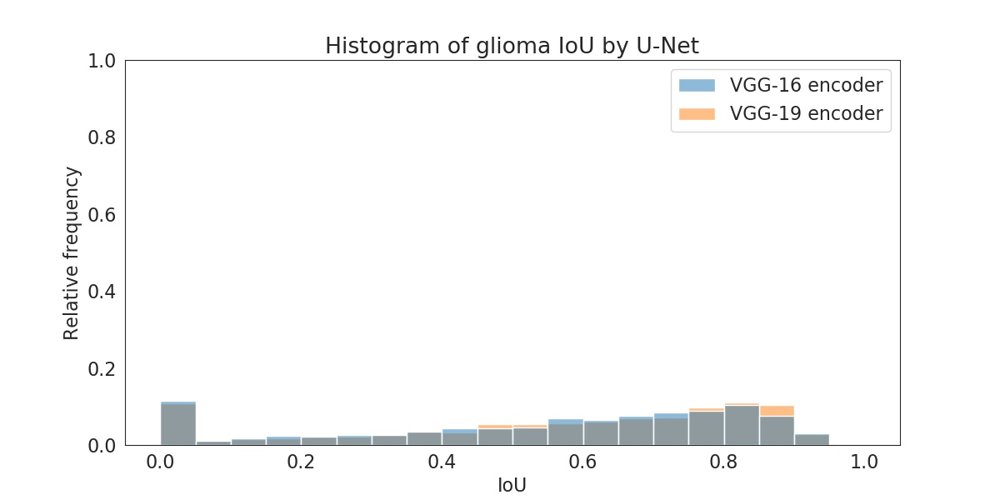 Histogram of glioma IoU by U-Net
1.0
0.8
0.6
0.4
0.2
0.0
Relative frequency
VGG-16 encoder
VGG-19 encoder
0.0 0.2 0.4 0.6 0.8 1.0
IoU